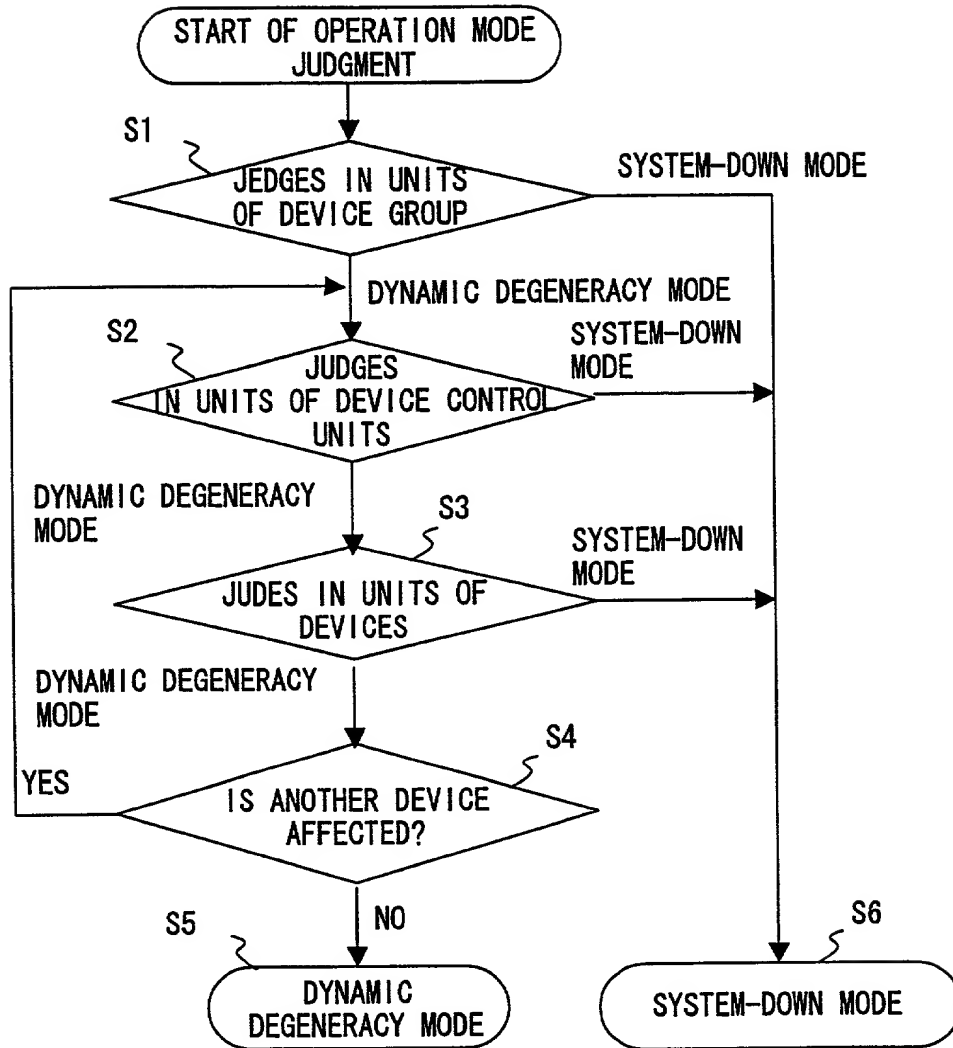 START OF OPERATION MODE
JUDGMENT
S1
JEDGES IN UNITS
OF DEVICE GROUP
SYSTEM-DOWN MODE
DYNAMIC DEGENERACY MODE
S2
JUDGES
IN UNITS OF DEVICE CONTROL
UNITS
SYSTEM-DOWN
MODE
DYNAMIC DEGENERACY
MODE
S3
JUDES IN UNITS OF
DEVICES
SYSTEM-DOWN
MODE
DYNAMIC DEGENERACY
MODE
S4
IS ANOTHER DEVICE
AFFECTED?
YES
NO
S5
DYNAMIC
DEGENERACY MODE
S6
SYSTEM-DOWN MODE